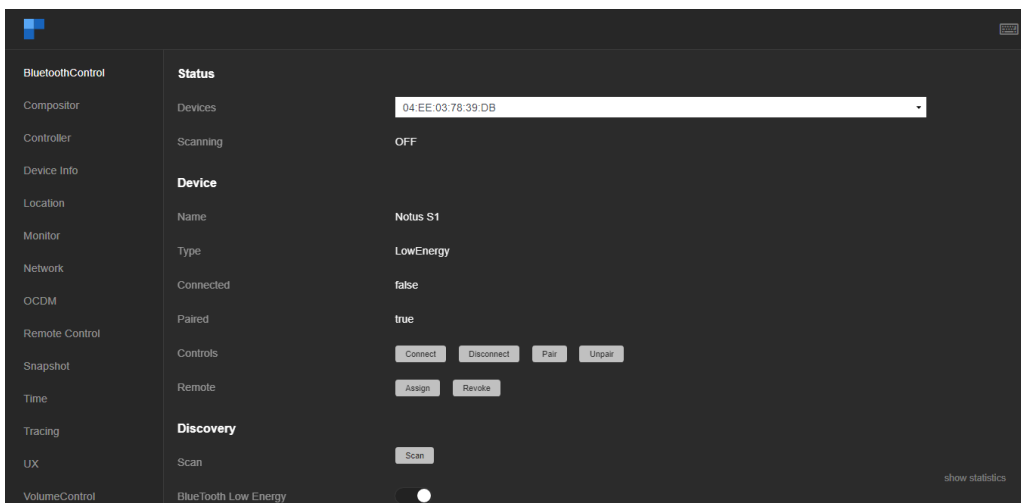 BluetoothControl
Compositor
Controller
Device Info
Location
Monitor
Network
OCDM
Remote Control
Snapshot
Time
Tracing
UX
VolumeControl
Status
Devices 04:EE:03:78:39:DB
Scanning OFF
Device
Name Notus S1
Type LowEnergy
Connected false
Paired true
Controls Connect Disconnect Pair Unpair
Remote Assign Revoke
Discovery
Scan Scan
BlueTooth Low Energy
show statistics